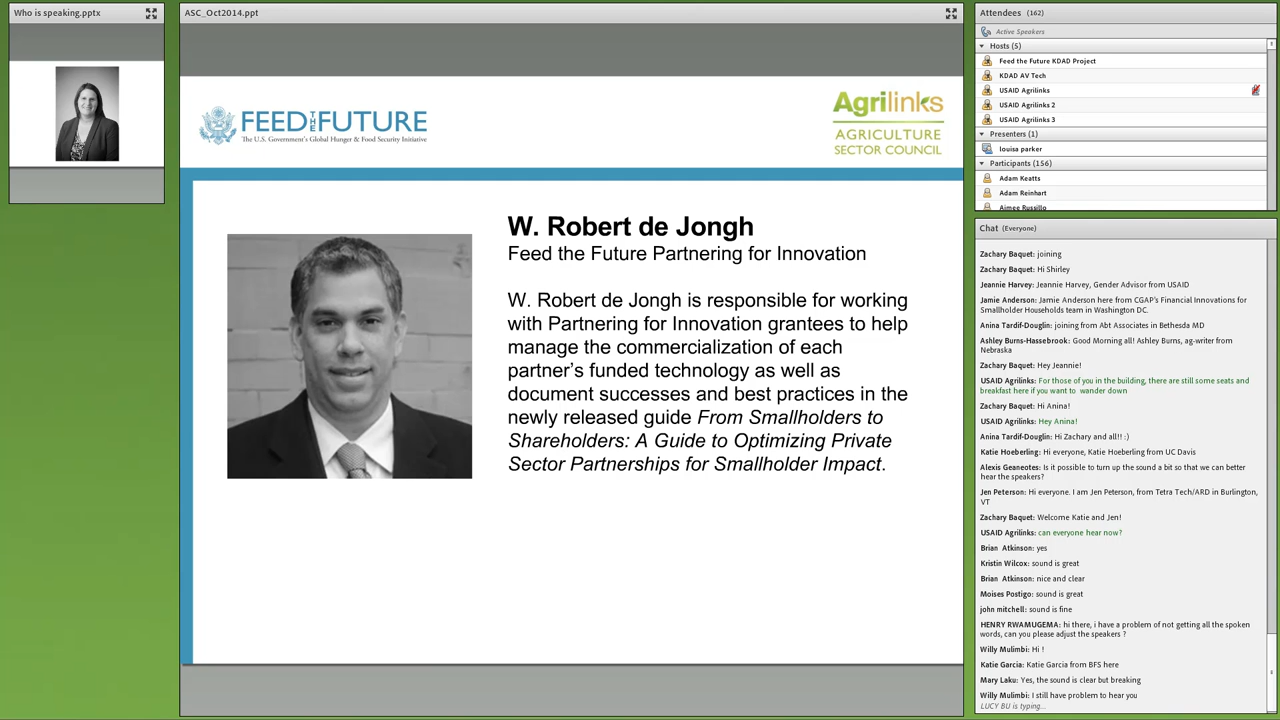 Who is speaking.pptx
ASC_Oct2014.ppt
FEED THE FUTURE
The U.S. Government's Global Hunger & Food Security Initiative
Agrilinks
AGRICULTURE
SECTOR COUNCIL
W. Robert de Jongh
Feed the Future Partnering for Innovation
W. Robert de Jongh is responsible for working
with Partnering for Innovation grantees to help
manage the commercialization of each
partner's funded technology as well as
document successes and best practices in the
newly released guide From Smallholders to
Shareholders: A Guide to Optimizing Private
Sector Partnerships for Smallholder Impact.
Attendees (162)
Active Speakers
Hosts (5)
Feed the Future KDAD Project
KDAD AV Tech
USAID Agrilinks
USAID Agrilinks 2
USAID Agrilinks 3
Presenters (1)
louisa parker
Participants (156)
Adam Keatts
Adam Reinhart
Aimee Russillo
Chat (Everyone)
Zachary Baquet: joining
Zachary Baquet: Hi Shirley
Jeannie Harvey: Jeannie Harvey, Gender Advisor from USAID
Jamie Anderson: Jamie Anderson here from CGAP's Financial Innovations for
Smallholder Households team in Washington DC.
Anina Tardif-Douglin: joining from Abt Associates in Bethesda MD
Ashley Burns-Hassebrook: Good Morning all! Ashley Burns, ag-writer from
Nebraska
Zachary Baquet: Hey Jeannie!
USAID Agrilinks: For those of you in the building, there are still some seats and
breakfast here if you want to wander down
Zachary Baquet: Hi Anina!
USAID Agrilinks: Hey Anina!
Anina Tardif-Douglin: Hi Zachary and all!! :)
Katie Hoeberling: Hi everyone, Katie Hoeberling from UC Davis
Alexis Geaneotes: Is it possible to turn up the sound a bit so that we can better
hear the speakers?
Jen Peterson: Hi everyone. I am Jen Peterson, from Tetra Tech/ARD in Burlington,
VT
Zachary Baquet: Welcome Katie and Jen!
USAID Agrilinks: can everyone hear now?
Brian Atkinson: yes
Kristin Wilcox: sound is great
Brian Atkinson: nice and clear
Moises Postigo: sound is great
john mitchell: sound is fine
HENRY RWAMUGEMA: hi there, i have a problem of not getting all the spoken
words, can you please adjust the speakers ?
Willy Mulimbi: Hi !
Katie Garcia: Katie Garcia from BFS here
Mary Laku: Yes, the sound is clear but breaking
Willy Mulimbi: I still have problem to hear you
LUCY BU is typing...